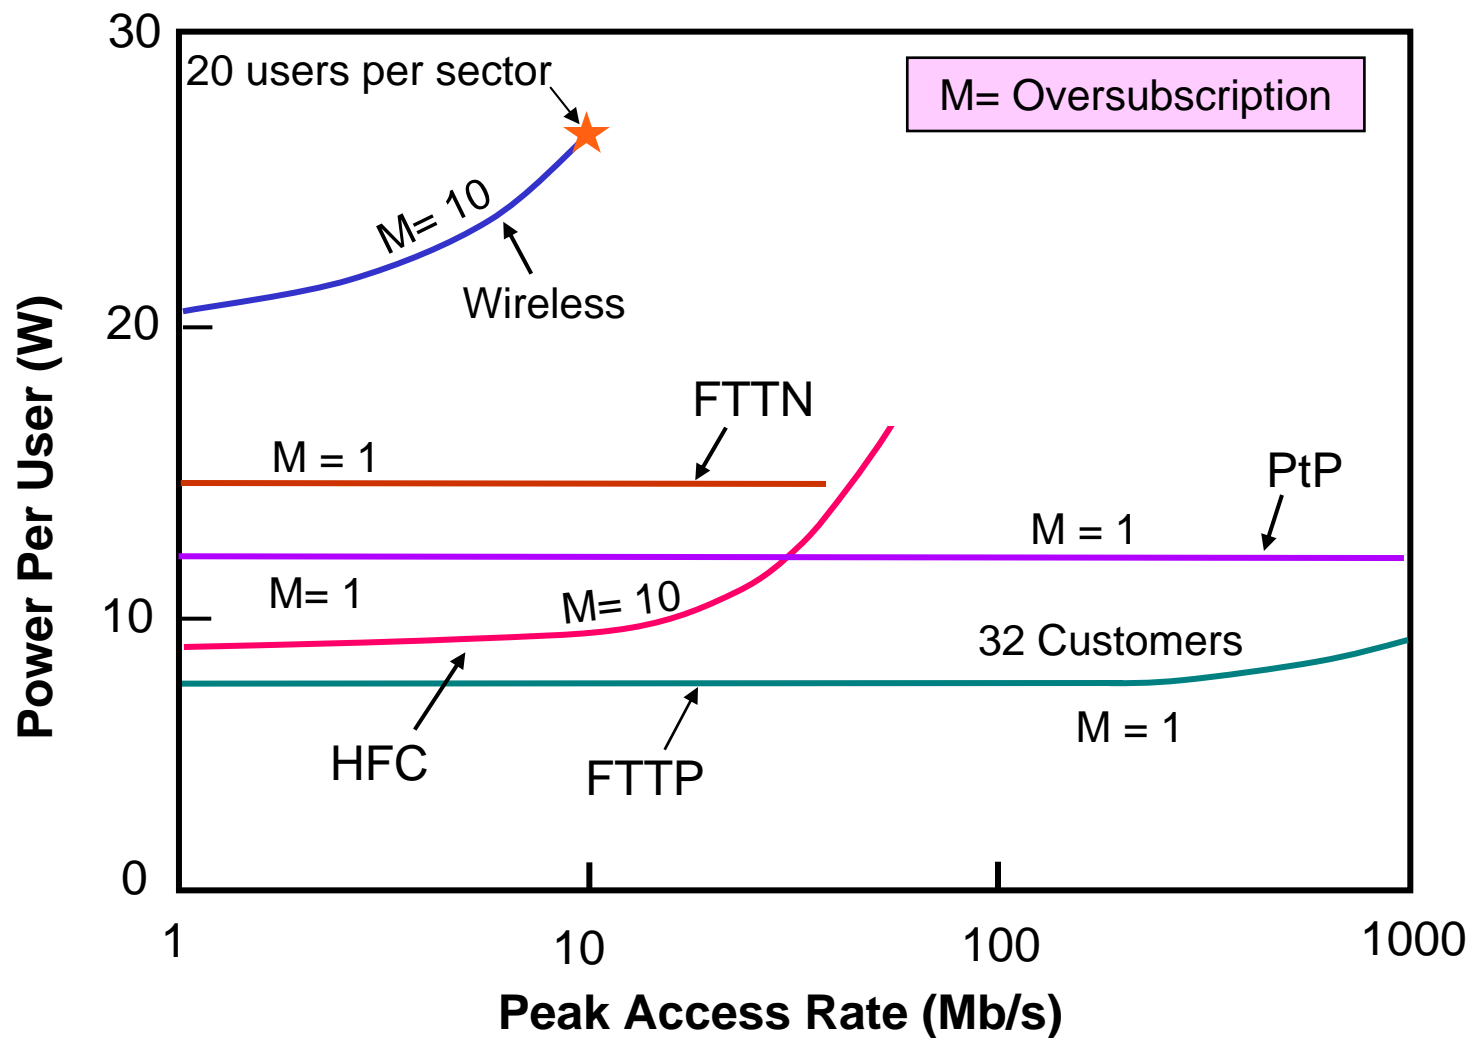 30
20 users per sector
M= Oversubscription
M= 10
Wireless
20
FTTN
M = 1
PtP
M = 1
M= 1
M= 10
10
32 Customers
M = 1
HFC
FTTP
0
1
10
100
1000
Power Per User (W)
Peak Access Rate (Mb/s)